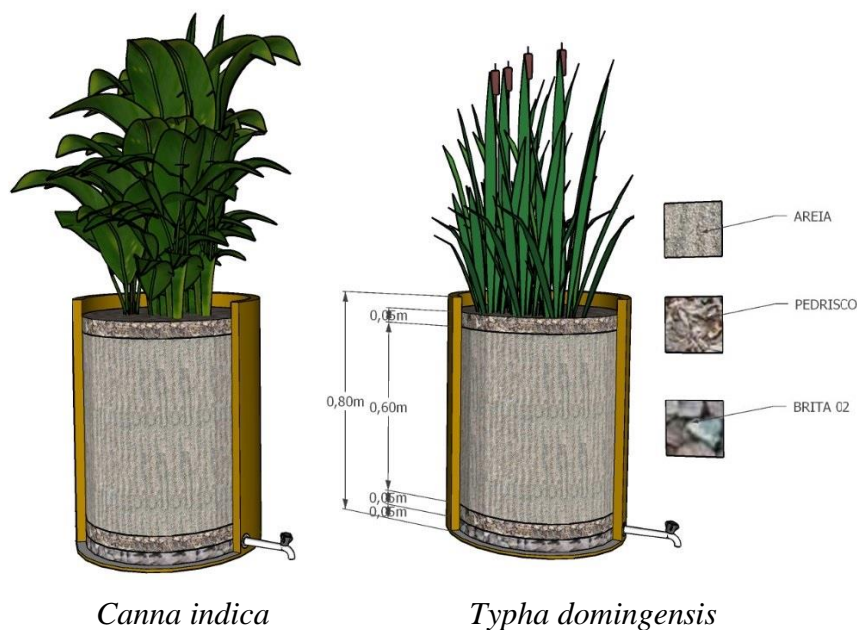 AREIA
0,05m
PEDRISCO
0,80m
0,60m
BRITA 02
0,05m
0,05m
Canna indica
Typha domingensis